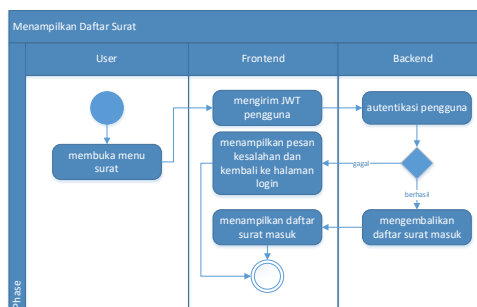 Menampilkan Daftar Surat
User
Frontend
Backend
Phase
membuka menu
surat
mengirim JWT
pengguna
autentikasi pengguna
menampilkan pesan
kesalahan dan
kembali ke halaman
login
gagal
berhasil
menampilkan daftar
surat masuk
mengembalikan
daftar surat masuk